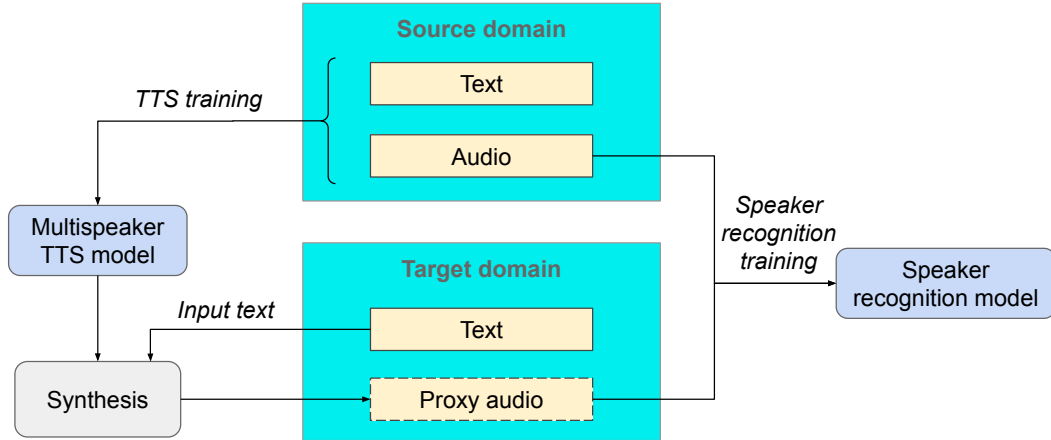 Source domain
Text
TTS training
Audio
Multispeaker
TTS model
Speaker
recognition
training
Target domain
Speaker
recognition model
Input text
Text
Synthesis
Proxy audio